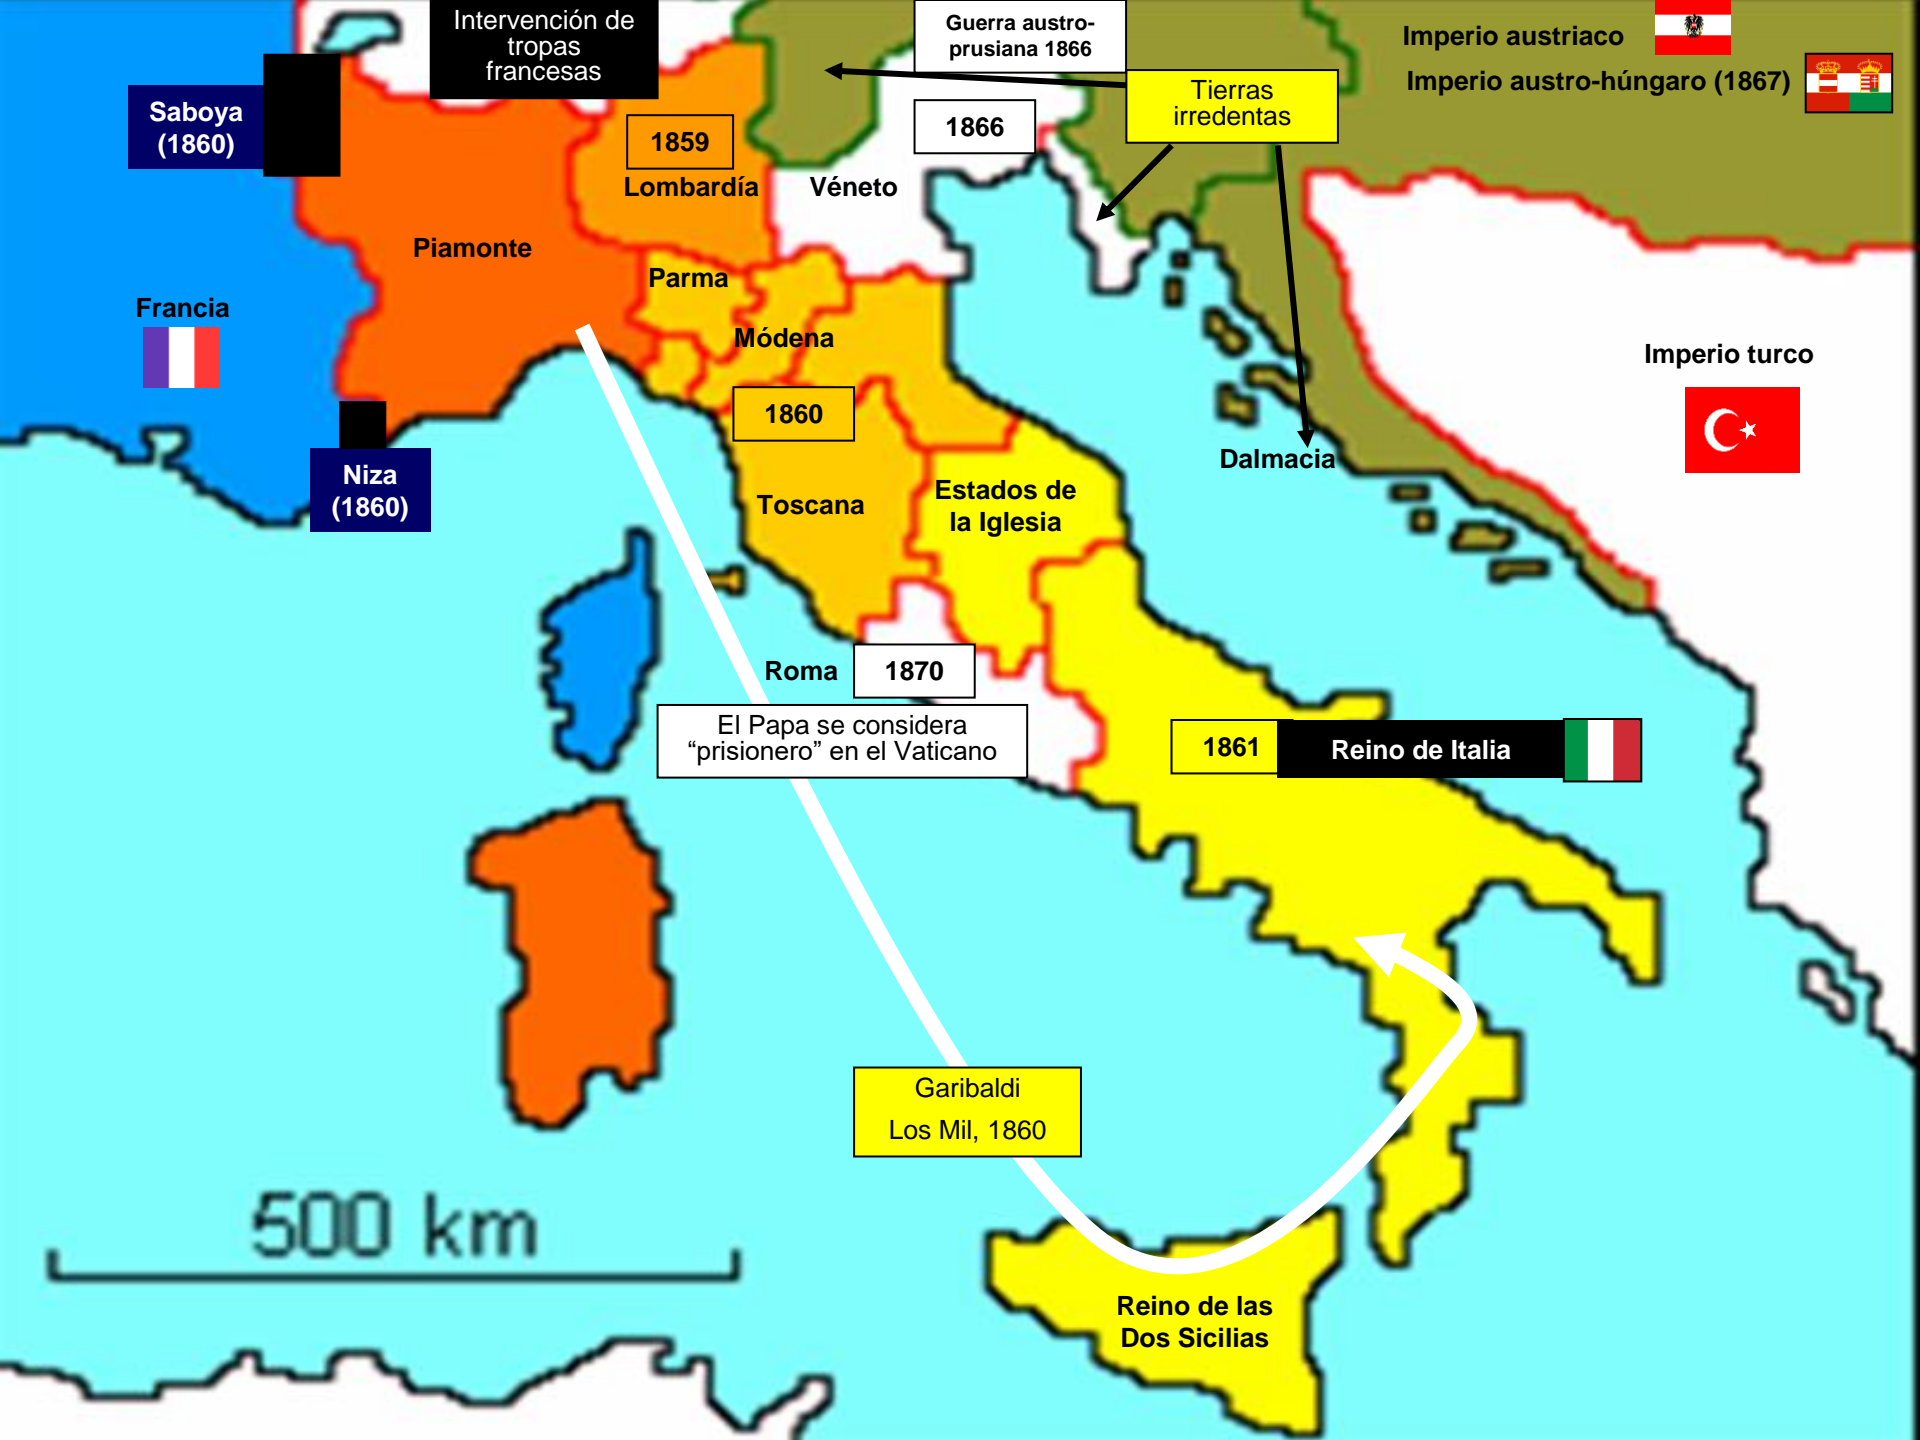 Intervención de
tropas
francesas
Guerra austro-
prusiana 1866
Imperio austriaco
Imperio austro-húngaro (1867)
Tierras
irredentas
Saboya
(1860)
1859
1866
Lombardía
Véneto
Piamonte
Parma
Francia
Módena
Imperio turco
1860
Niza
(1860)
Dalmacia
Toscana
Estados de
la Iglesia
Roma
1870
El Papa se considera
“prisionero” en el Vaticano
1861
Reino de Italia
Garibaldi
Los Mil, 1860
500 km
Reino de las
Dos Sicilias